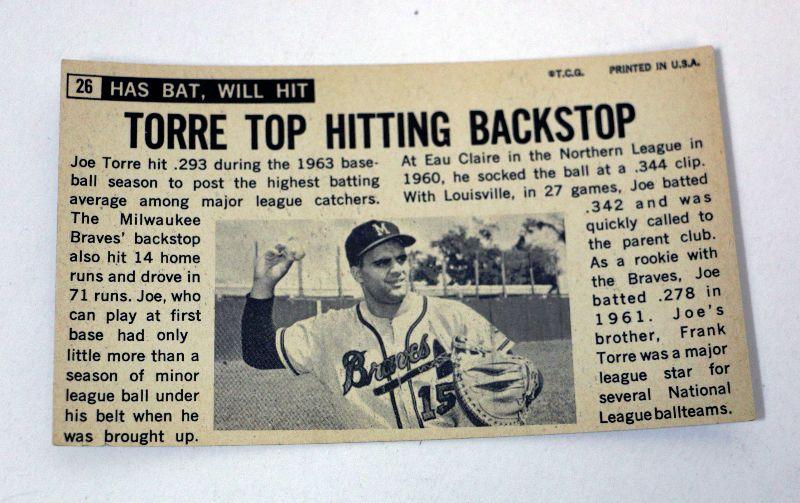 26 HAS BAT, WILL HIT
©T.C.G. PRINTED IN U.S.A.
TORRE TOP HITTING BACKSTOP
Joe Torre hit .293 during the 1963 base-
ball season to post the highest batting
average among major league catchers.
The Milwaukee
Braves' backstop
also hit 14 home
runs and drove in
71 runs. Joe, who
can play at first
base had only
little more than a
season of minor
league ball under
his belt when he
was brought up.
At Eau Claire in the Northern League in
1960, he socked the ball at a .344 clip.
With Louisville, in 27 games, Joe batted
.342 and was
quickly called to
the parent club.
As a rookie with
the Braves, Joe
batted .278 in
1961. Joe's
brother, Frank
Torre was a major
league star for
several National
League ballteams.
M
Braves
15